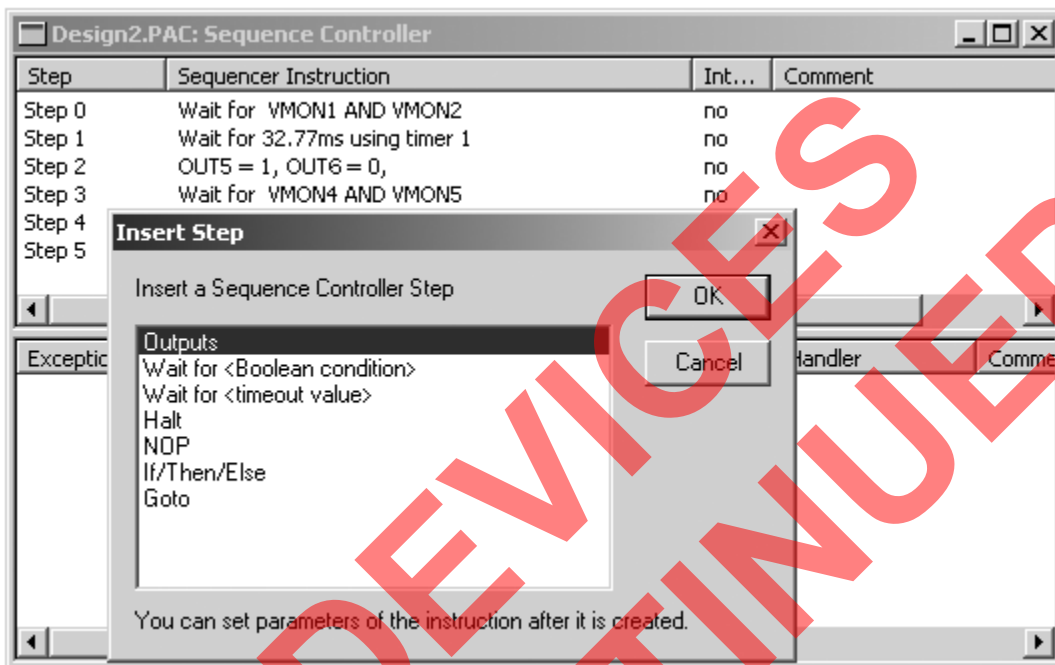 Design2.PAC: Sequence Controller
Step Sequencer Instruction Int... Comment
Step 0 Wait for VMON1 AND VMON2 no
Step 1 Wait for 32.77ms using timer 1 no
Step 2 OUT5 = 1, OUT6 = 0, no
Step 3 Wait for VMON4 AND VMON5 no
Step 4
Step 5
Insert Step
Insert a Sequence Controller Step
OK
Cancel
Outputs
Wait for <Boolean condition>
Wait for <timeout value>
Halt
NOP
If/Then/Else
Goto
You can set parameters of the instruction after it is created.
Exceptio
Handler
Comme
DEVICES
TINUED